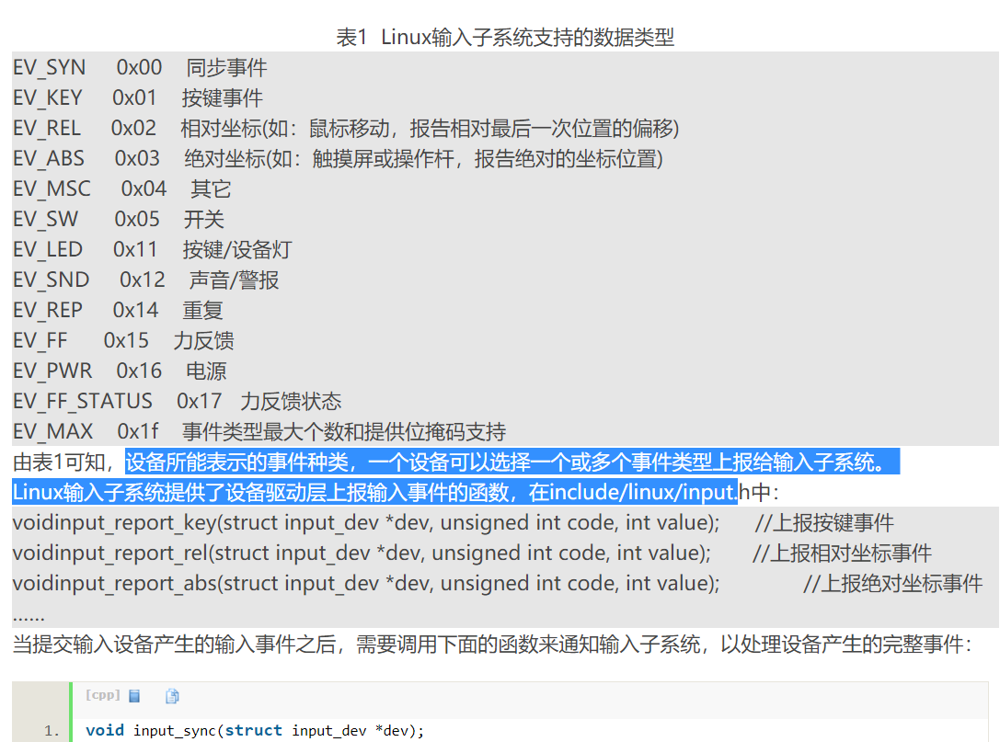 表1 Linux输入子系统支持的数据类型
EV_SYN 0x00 同步事件
EV_KEY 0x01 按键事件
EV_REL 0x02 相对坐标(如：鼠标移动，报告相对最后一次位置的偏移)
EV_ABS 0x03 绝对坐标(如：触摸屏或操作杆，报告绝对的坐标位置)
EV_MSC 0x04 其它
EV_SW 0x05 开关
EV_LED 0x11 按键/设备灯
EV_SND 0x12 声音/警报
EV_REP 0x14 重复
EV_FF 0x15 力反馈
EV_PWR 0x16 电源
EV_FF_STATUS 0x17 力反馈状态
EV_MAX 0x1f 事件类型最大个数和提供位掩码支持
由表1可知，设备所能表示的事件种类，一个设备可以选择一个或多个事件类型上报给输入子系统。
Linux输入子系统提供了设备驱动层上报输入事件的函数，在include/linux/input.h中：
voidinput_report_key(struct input_dev *dev, unsigned int code, int value); //上报按键事件
voidinput_report_rel(struct input_dev *dev, unsigned int code, int value); //上报相对坐标事件
voidinput_report_abs(struct input_dev *dev, unsigned int code, int value); //上报绝对坐标事件
......
当提交输入设备产生的输入事件之后，需要调用下面的函数来通知输入子系统，以处理设备产生的完整事件：
[cpp]
1. void input_sync(struct input_dev *dev);